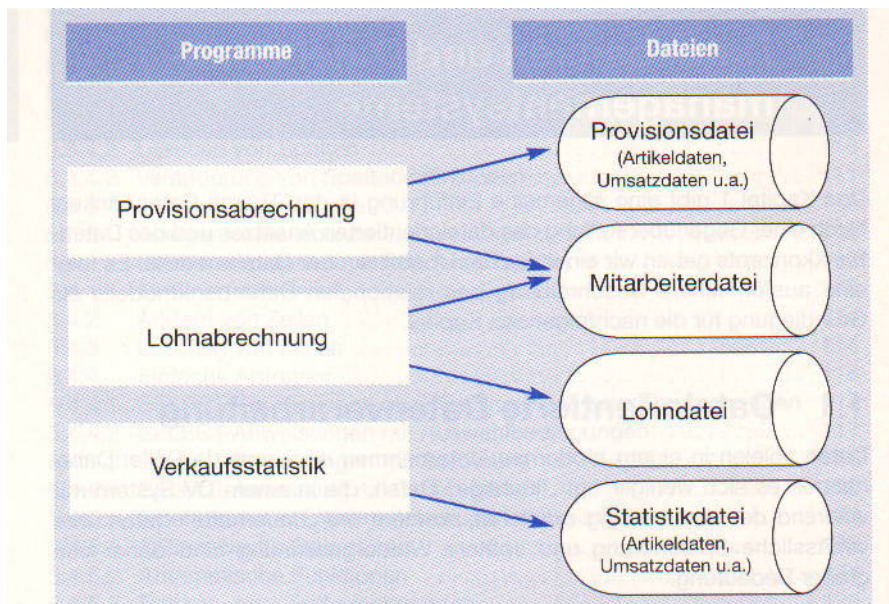 Programme
Dateien
Provisionsdatei
(Artikeldaten,
Umsatzdaten u.a.)
Provisionsabrechnung
Mitarbeiterdatei
Lohnabrechnung
Lohndatei
Verkaufsstatistik
Statistikdatei
(Artikeldaten,
Umsatzdaten u.a.)